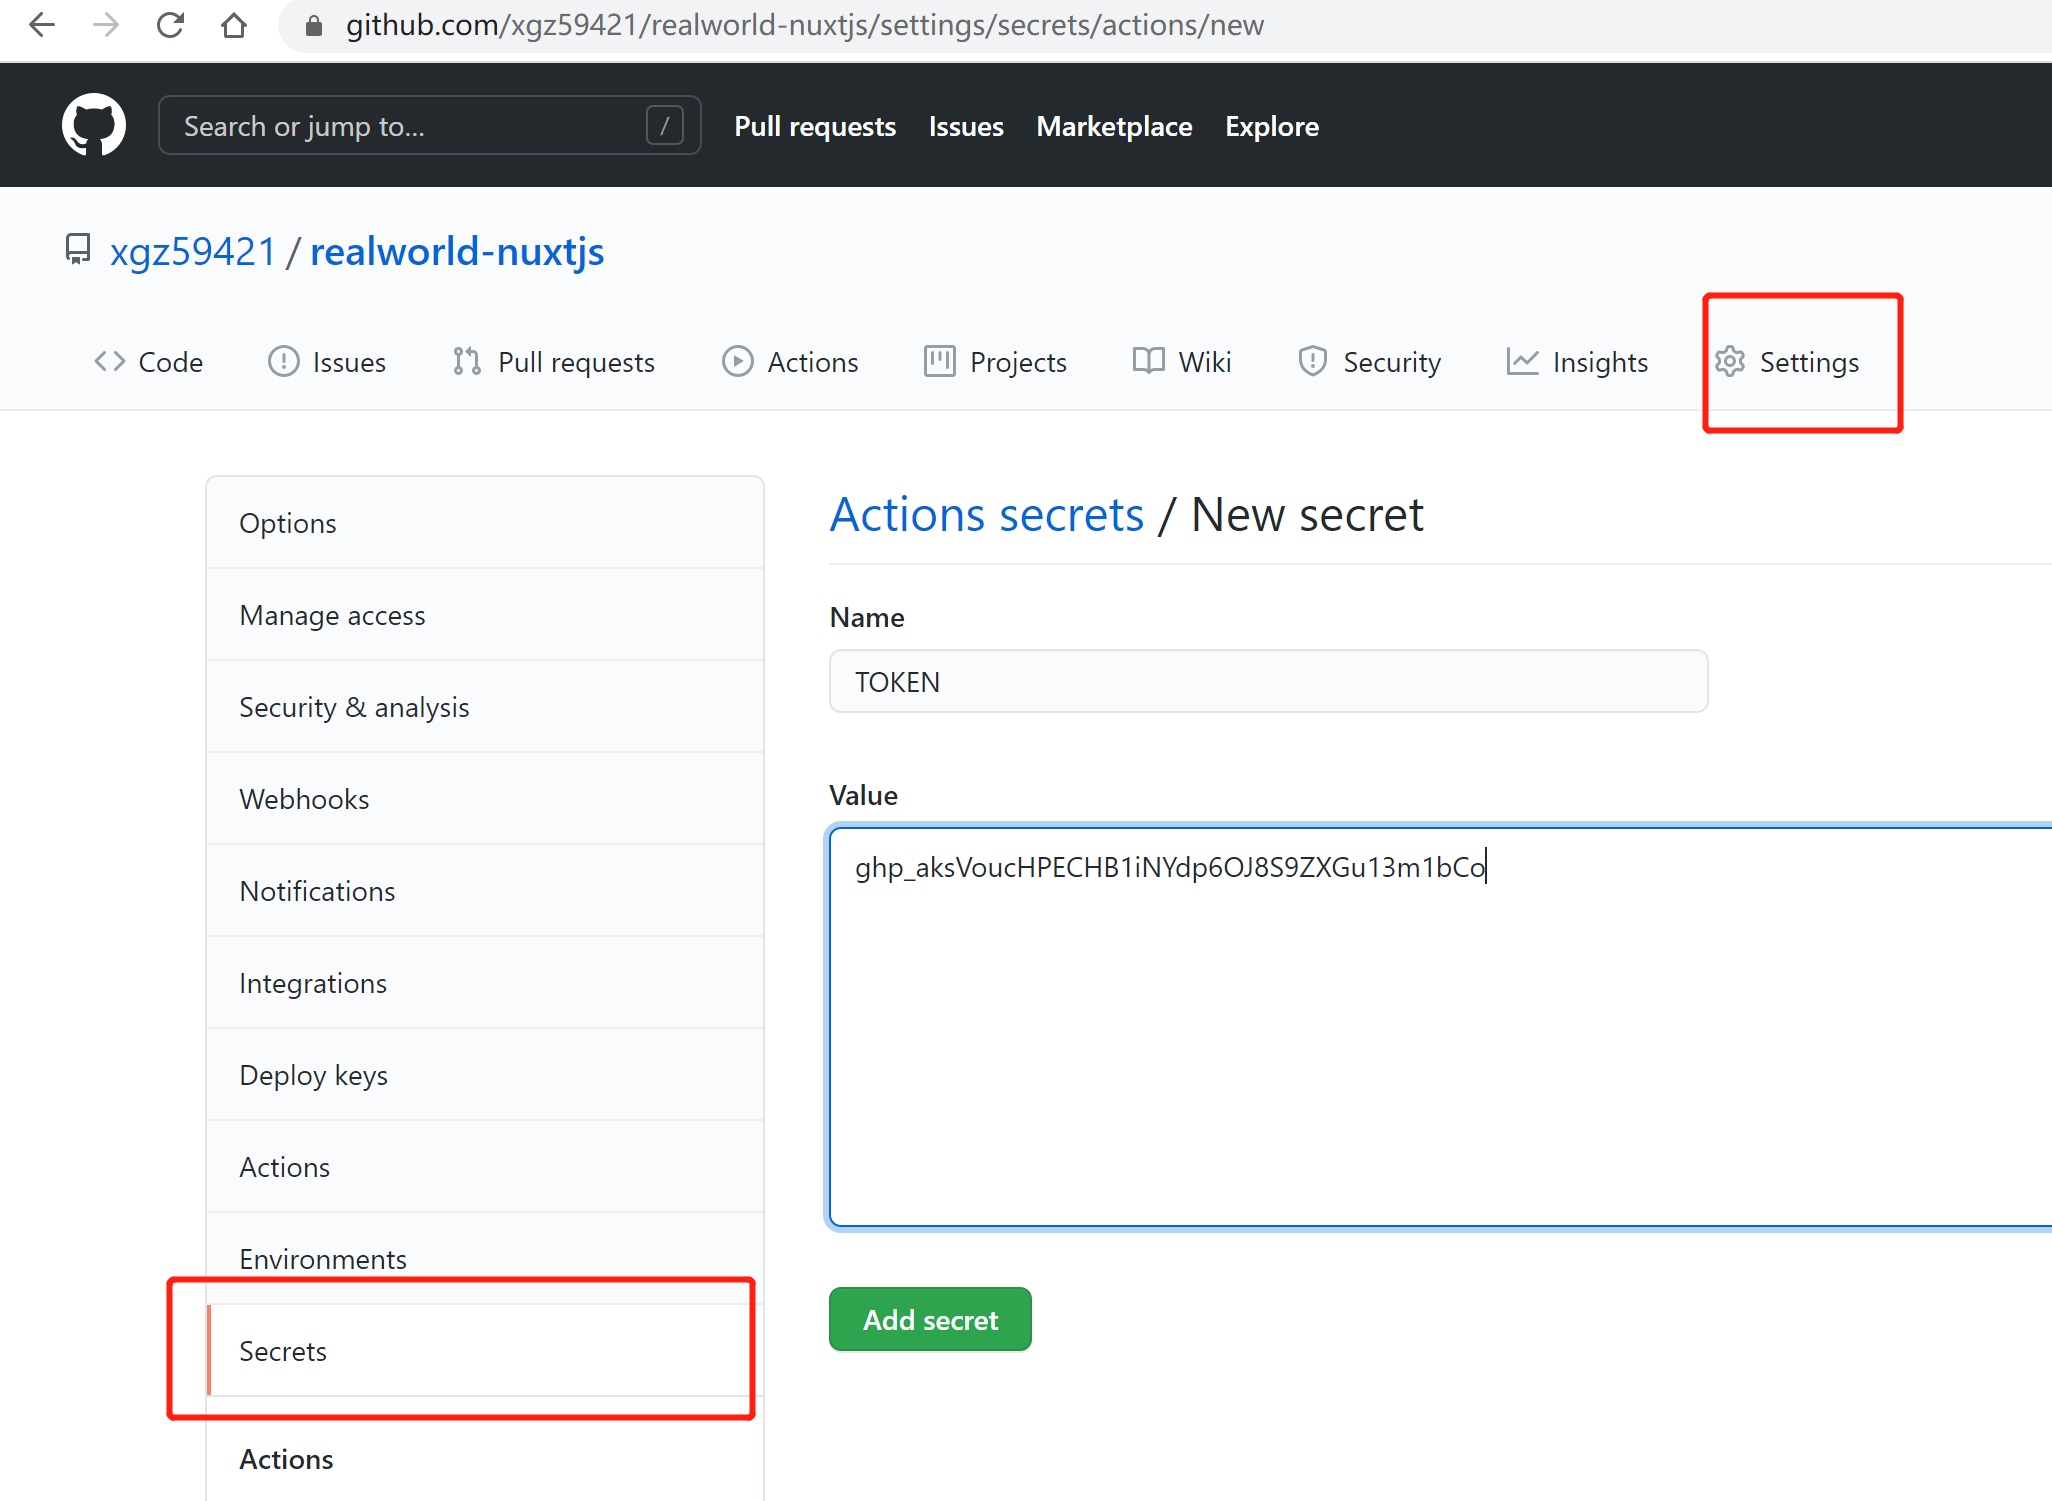 github.com/xgz59421/realworld-nuxtjs/settings/secrets/actions/new
Search or jump to... / Pull requests Issues Marketplace Explore
xgz59421 / realworld-nuxtjs
Code Issues Pull requests Actions Projects Wiki Security Insights Settings
Options
Manage access
Security & analysis
Webhooks
Notifications
Integrations
Deploy keys
Actions
Environments
Secrets
Actions
Actions secrets / New secret
Name
TOKEN
Value
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
Add secret